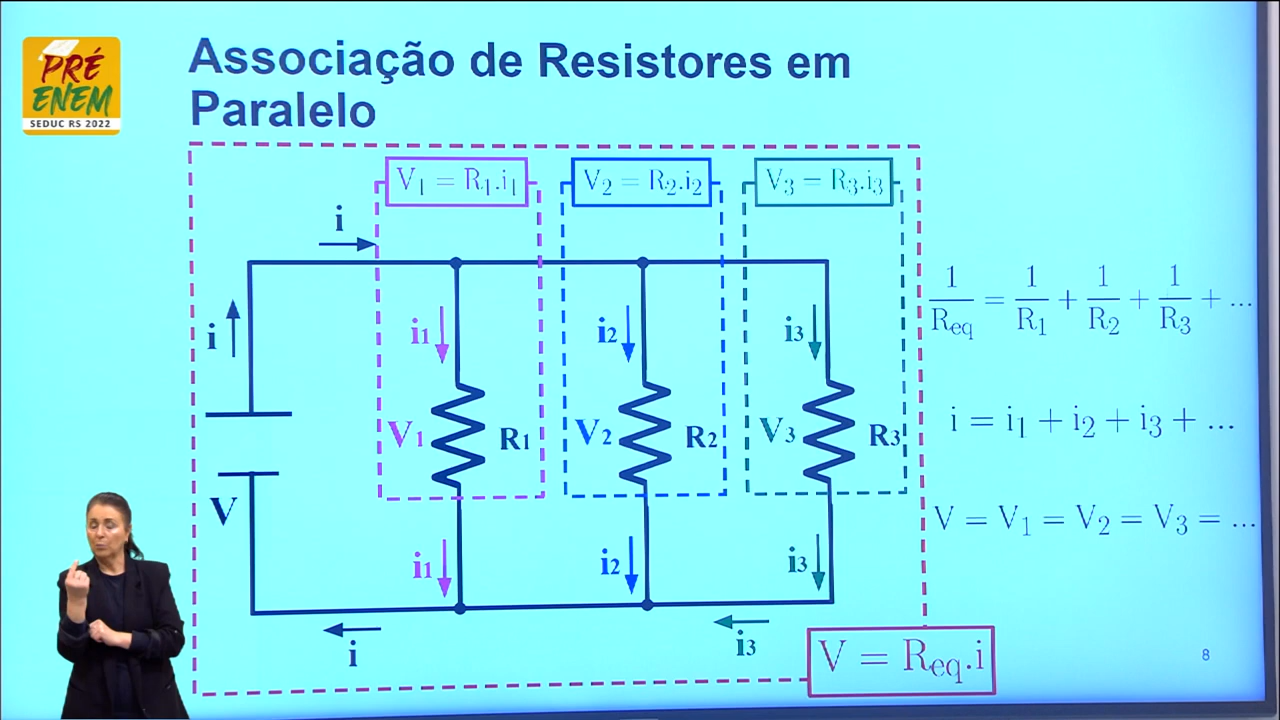 PRÉ
ENEM
SEDUC RS 2022
Associação de Resistores em
Paralelo
V₁ = R₁.i₁
V₂ = R₂.i₂
V₃ = R₃.i₃
i
i
i₁
i₂
i₃
1/R_eq = 1/R₁ + 1/R₂ + 1/R₃ + ...
V₁
R₁
V₂
R₂
V₃
R₃
i = i₁ + i₂ + i₃ + ...
V
V = V₁ = V₂ = V₃ = ...
i₁
i₂
i₃
i
i₃
V = R_eq.i
8